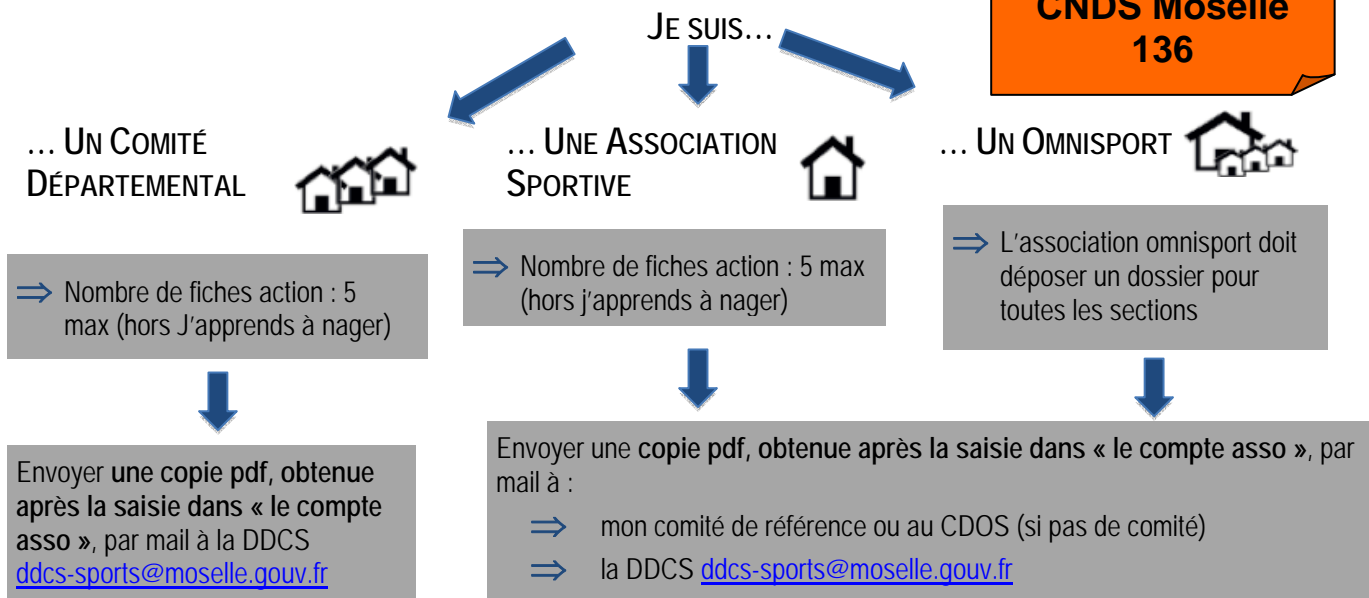 JE SUIS…
CNDS Moselle
136
… UN COMITÉ
DÉPARTEMENTAL
… UNE ASSOCIATION
SPORTIVE
… UN OMNISPORT
⇒ Nombre de fiches action : 5
max (hors J'apprends à nager)
⇒ Nombre de fiches action : 5 max
(hors j'apprends à nager)
⇒ L'association omnisport doit
déposer un dossier pour
toutes les sections
Envoyer une copie pdf, obtenue
après la saisie dans « le compte
asso », par mail à la DDCS
ddcs-sports@moselle.gouv.fr
Envoyer une copie pdf, obtenue après la saisie dans « le compte asso », par
mail à :
⇒ mon comité de référence ou au CDOS (si pas de comité)
⇒ la DDCS ddcs-sports@moselle.gouv.fr